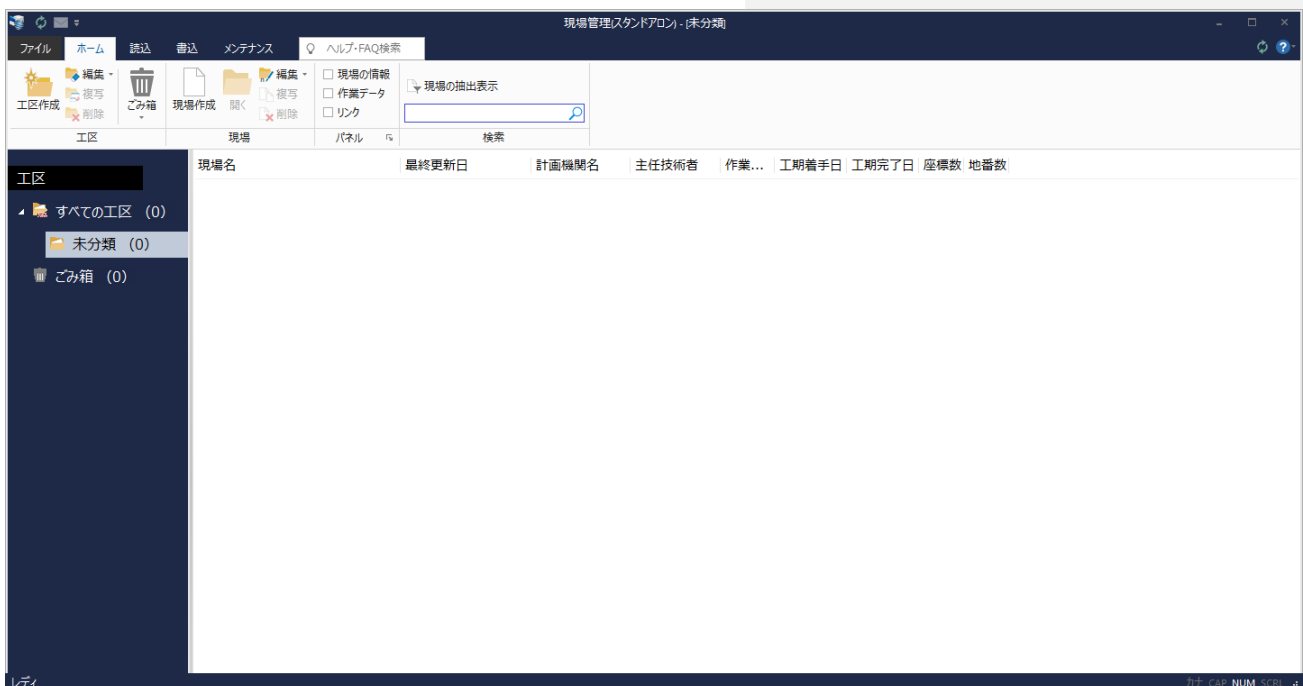 現場管理(スタンドアロン) - [未分類]
ファイル ホーム 読込 書込 メンテナンス ヘルプ・FAQ検索
工区作成 編集 複写 削除 ごみ箱 現場作成 開く 編集 複写 削除 現場の情報 作業データ リンク 現場の抽出表示
工区 現場 パネル 検索
工区
すべての工区 (0)
未分類 (0)
ごみ箱 (0)
現場名 最終更新日 計画機関名 主任技術者 作業... 工期着手日 工期完了日 座標数 地番数
レディ
カナ CAP NUM SCRL